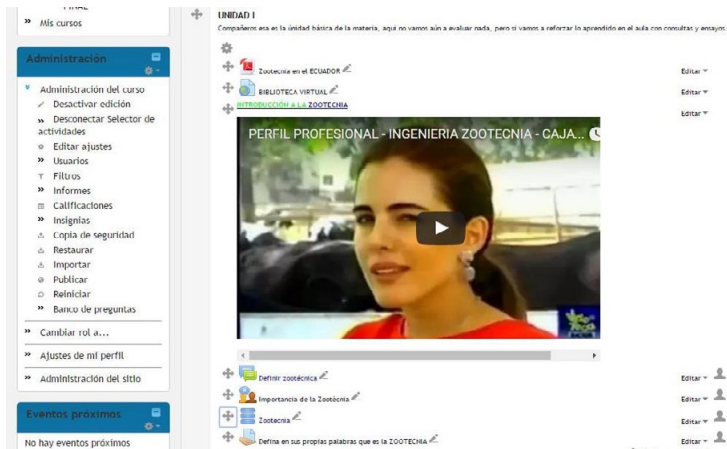 FINAL
Mis cursos
Administración
Administración del curso
Desactivar edición
Desconectar Selector de
actividades
Editar ajustes
Usuarios
Filtros
Informes
Calificaciones
Insignias
Copia de seguridad
Restaurar
Importar
Publicar
Reiniciar
Banco de preguntas
Cambiar rol a...
Ajustes de mi perfil
Administración del sitio
Eventos próximos
No hay eventos próximos
UNIDAD I
Compañeros esa es la unidad básica de la materia, aqui no vamos aún a evaluar nada, pero si vamos a reforzar lo aprendido en el aula con consultas y ensayos
Zootecnia en el ECUADOR
Editar
BIBLIOTECA VIRTUAL
Editar
INTRODUCCIÓN A LA ZOOTECNIA
Editar
PERFIL PROFESIONAL - INGENIERIA ZOOTECNIA - CAJA...
Definir zootécnica
Editar
Importancia de la Zootécnia
Editar
Zootecnia
Editar
Defina en sus propias palabras que es la ZOOTECNIA
Editar